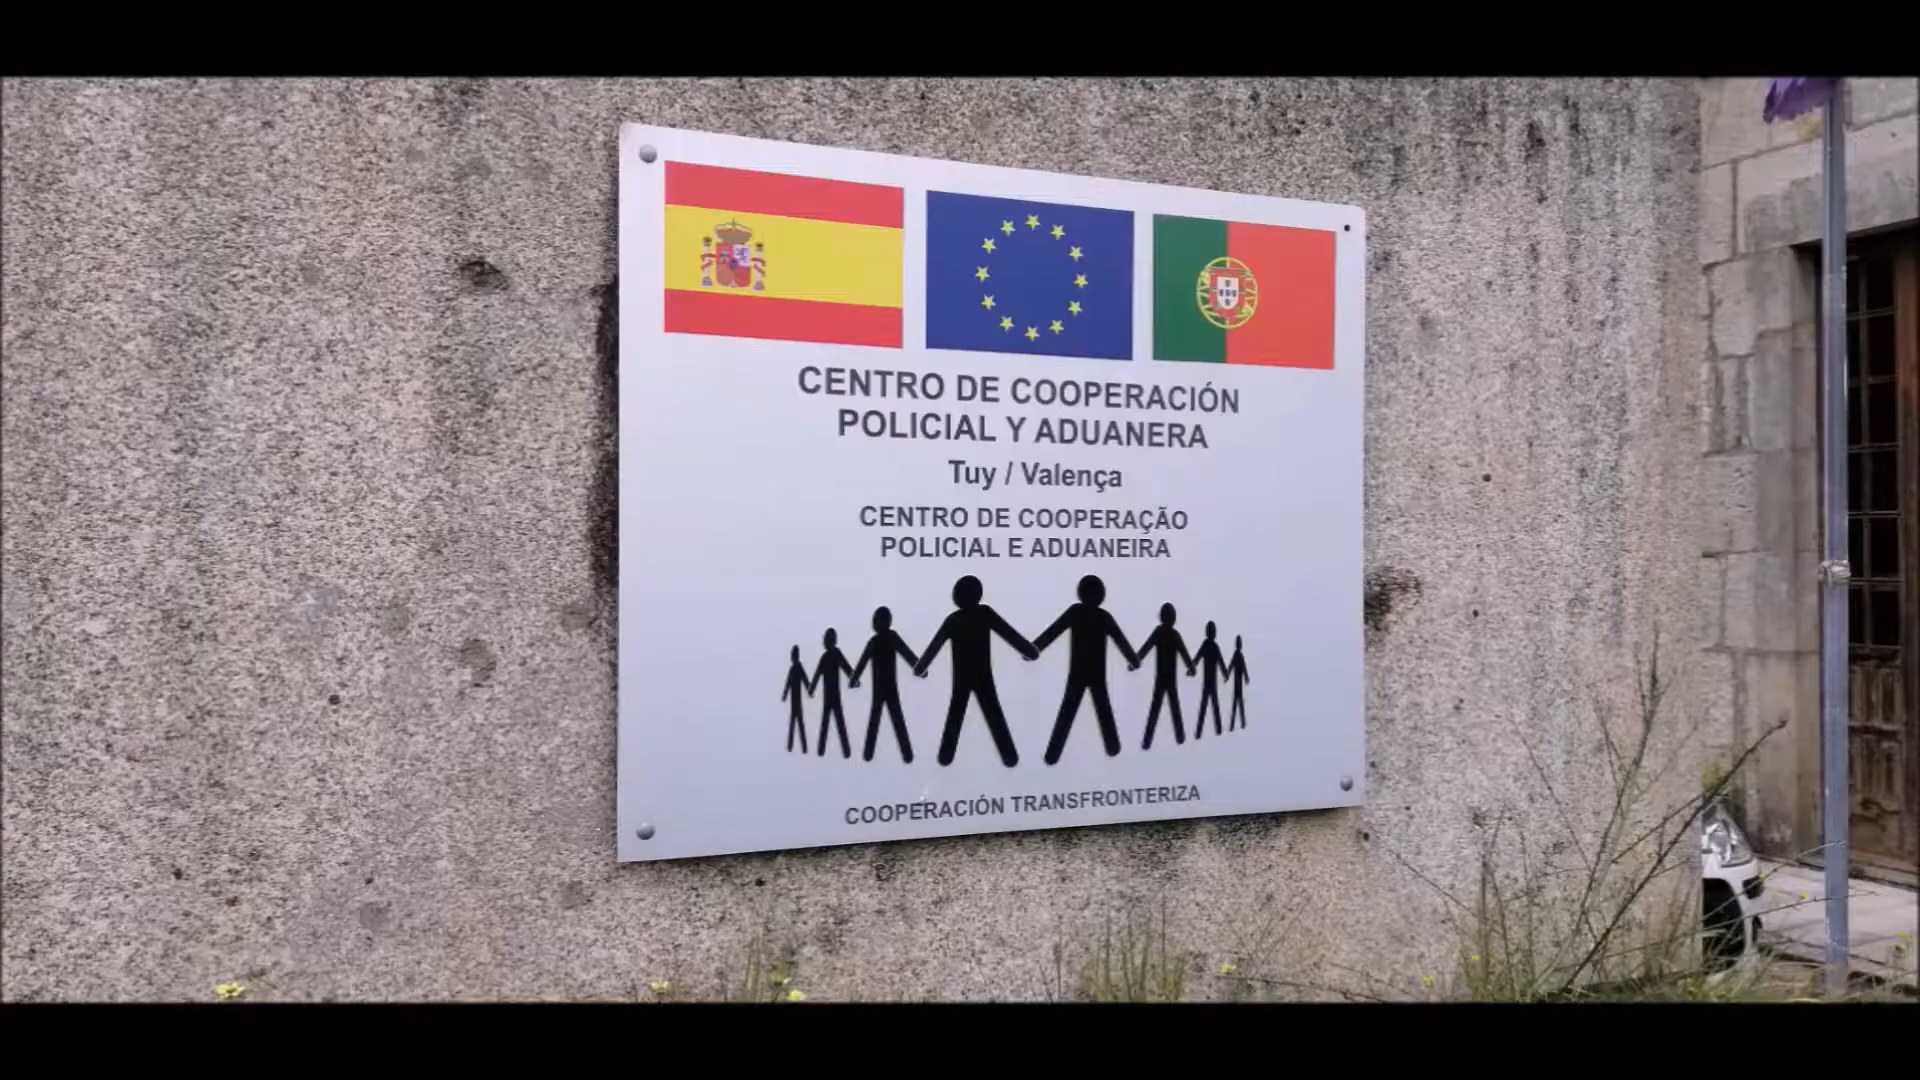 CENTRO DE COOPERACIÓN
POLICIAL Y ADUANERA
Tuy / Valença
CENTRO DE COOPERAÇÃO
POLICIAL E ADUANEIRA
COOPERACIÓN TRANSFRONTERIZA